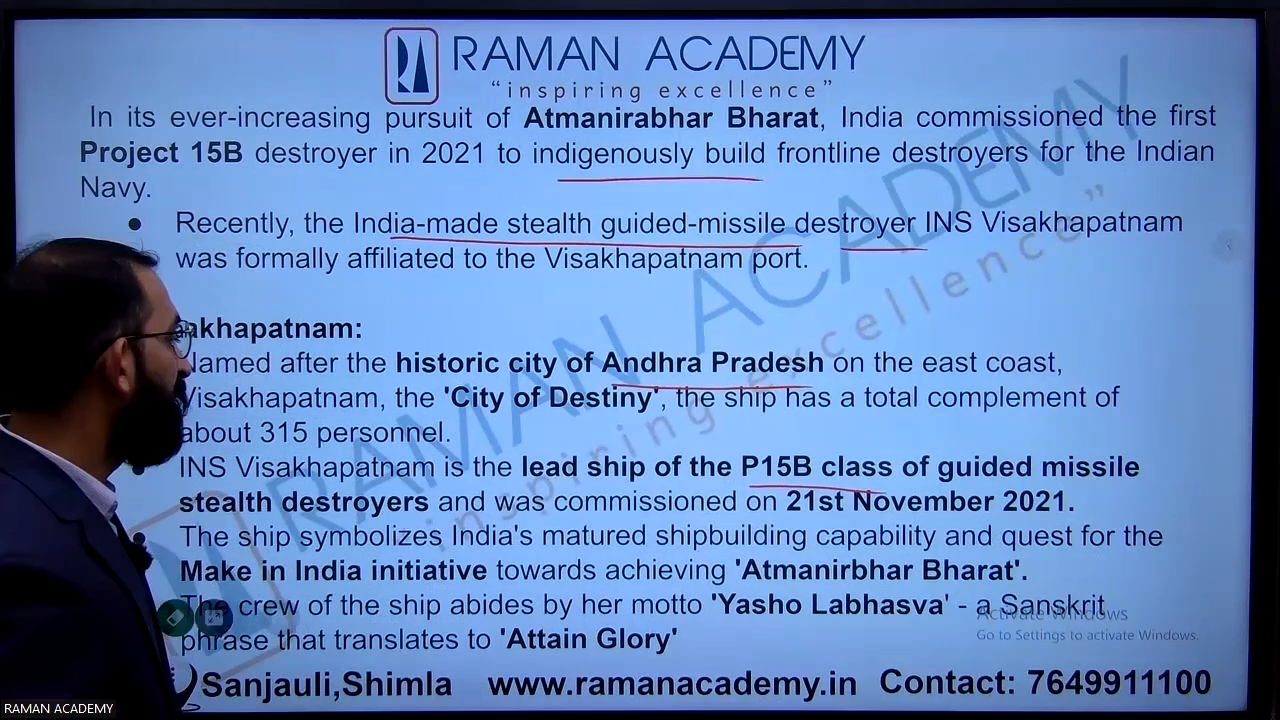 RAMAN ACADEMY
"inspiring excellence"
In its ever-increasing pursuit of Atmanirabhar Bharat, India commissioned the first
Project 15B destroyer in 2021 to indigenously build frontline destroyers for the Indian
Navy.
• Recently, the India-made stealth guided-missile destroyer INS Visakhapatnam
was formally affiliated to the Visakhapatnam port.
akhapatnam:
Named after the historic city of Andhra Pradesh on the east coast,
Visakhapatnam, the 'City of Destiny', the ship has a total complement of
about 315 personnel.
INS Visakhapatnam is the lead ship of the P15B class of guided missile
stealth destroyers and was commissioned on 21st November 2021.
The ship symbolizes India's matured shipbuilding capability and quest for the
Make in India initiative towards achieving 'Atmanirbhar Bharat'.
The crew of the ship abides by her motto 'Yasho Labhasva' - a Sanskrit
phrase that translates to 'Attain Glory'
Activate Windows
Go to Settings to activate Windows.
Sanjauli,Shimla www.ramanacademy.in Contact: 7649911100
RAMAN ACADEMY
RAMAN ACADEMY
inspiring excellence"